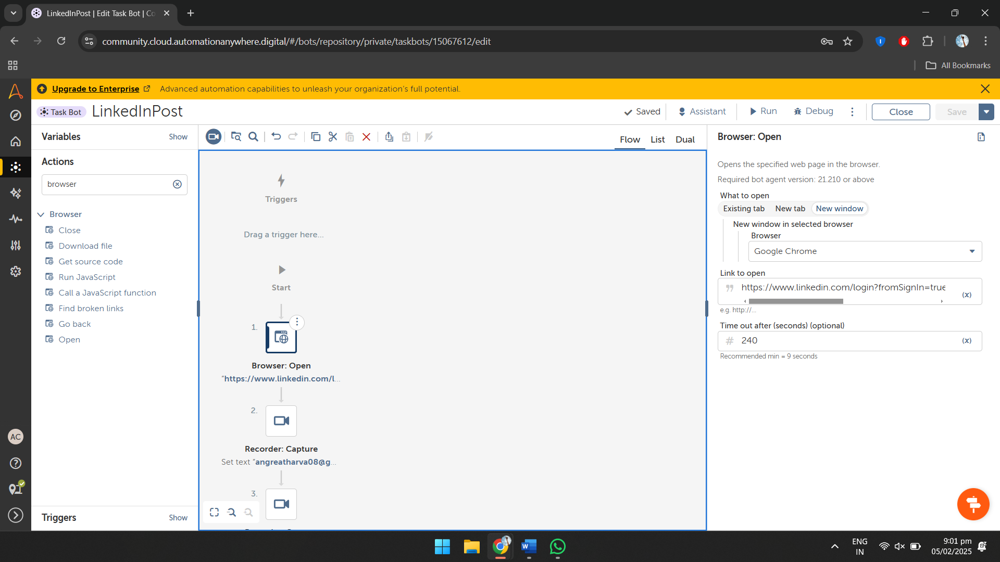 LinkedInPost | Edit Task Bot | Co
community.cloud.automationanywhere.digital/#/bots/repository/private/taskbots/15067612/edit
All Bookmarks
Upgrade to Enterprise Advanced automation capabilities to unleash your organization's full potential.
Task Bot LinkedInPost
Saved Assistant Run Debug Close Save
Variables Show
Flow List Dual
Browser: Open
Actions
browser
Browser
Close
Download file
Get source code
Run JavaScript
Call a JavaScript function
Find broken links
Go back
Open
Triggers Show
Triggers
Drag a trigger here...
Start
1.
Browser: Open
"https://www.linkedin.com/l...
2.
Recorder: Capture
Set text "angreatharva08@g...
3.
Opens the specified web page in the browser.
Required bot agent version: 21.210 or above
What to open
Existing tab New tab New window
New window in selected browser
Browser
Google Chrome
Link to open
https://www.linkedin.com/login?fromSignIn=true
(x)
e.g. http://...
Time out after (seconds) (optional)
# 240 (x)
Recommended min = 9 seconds
AC
W
ENG
IN
9:01 pm
05/02/2025